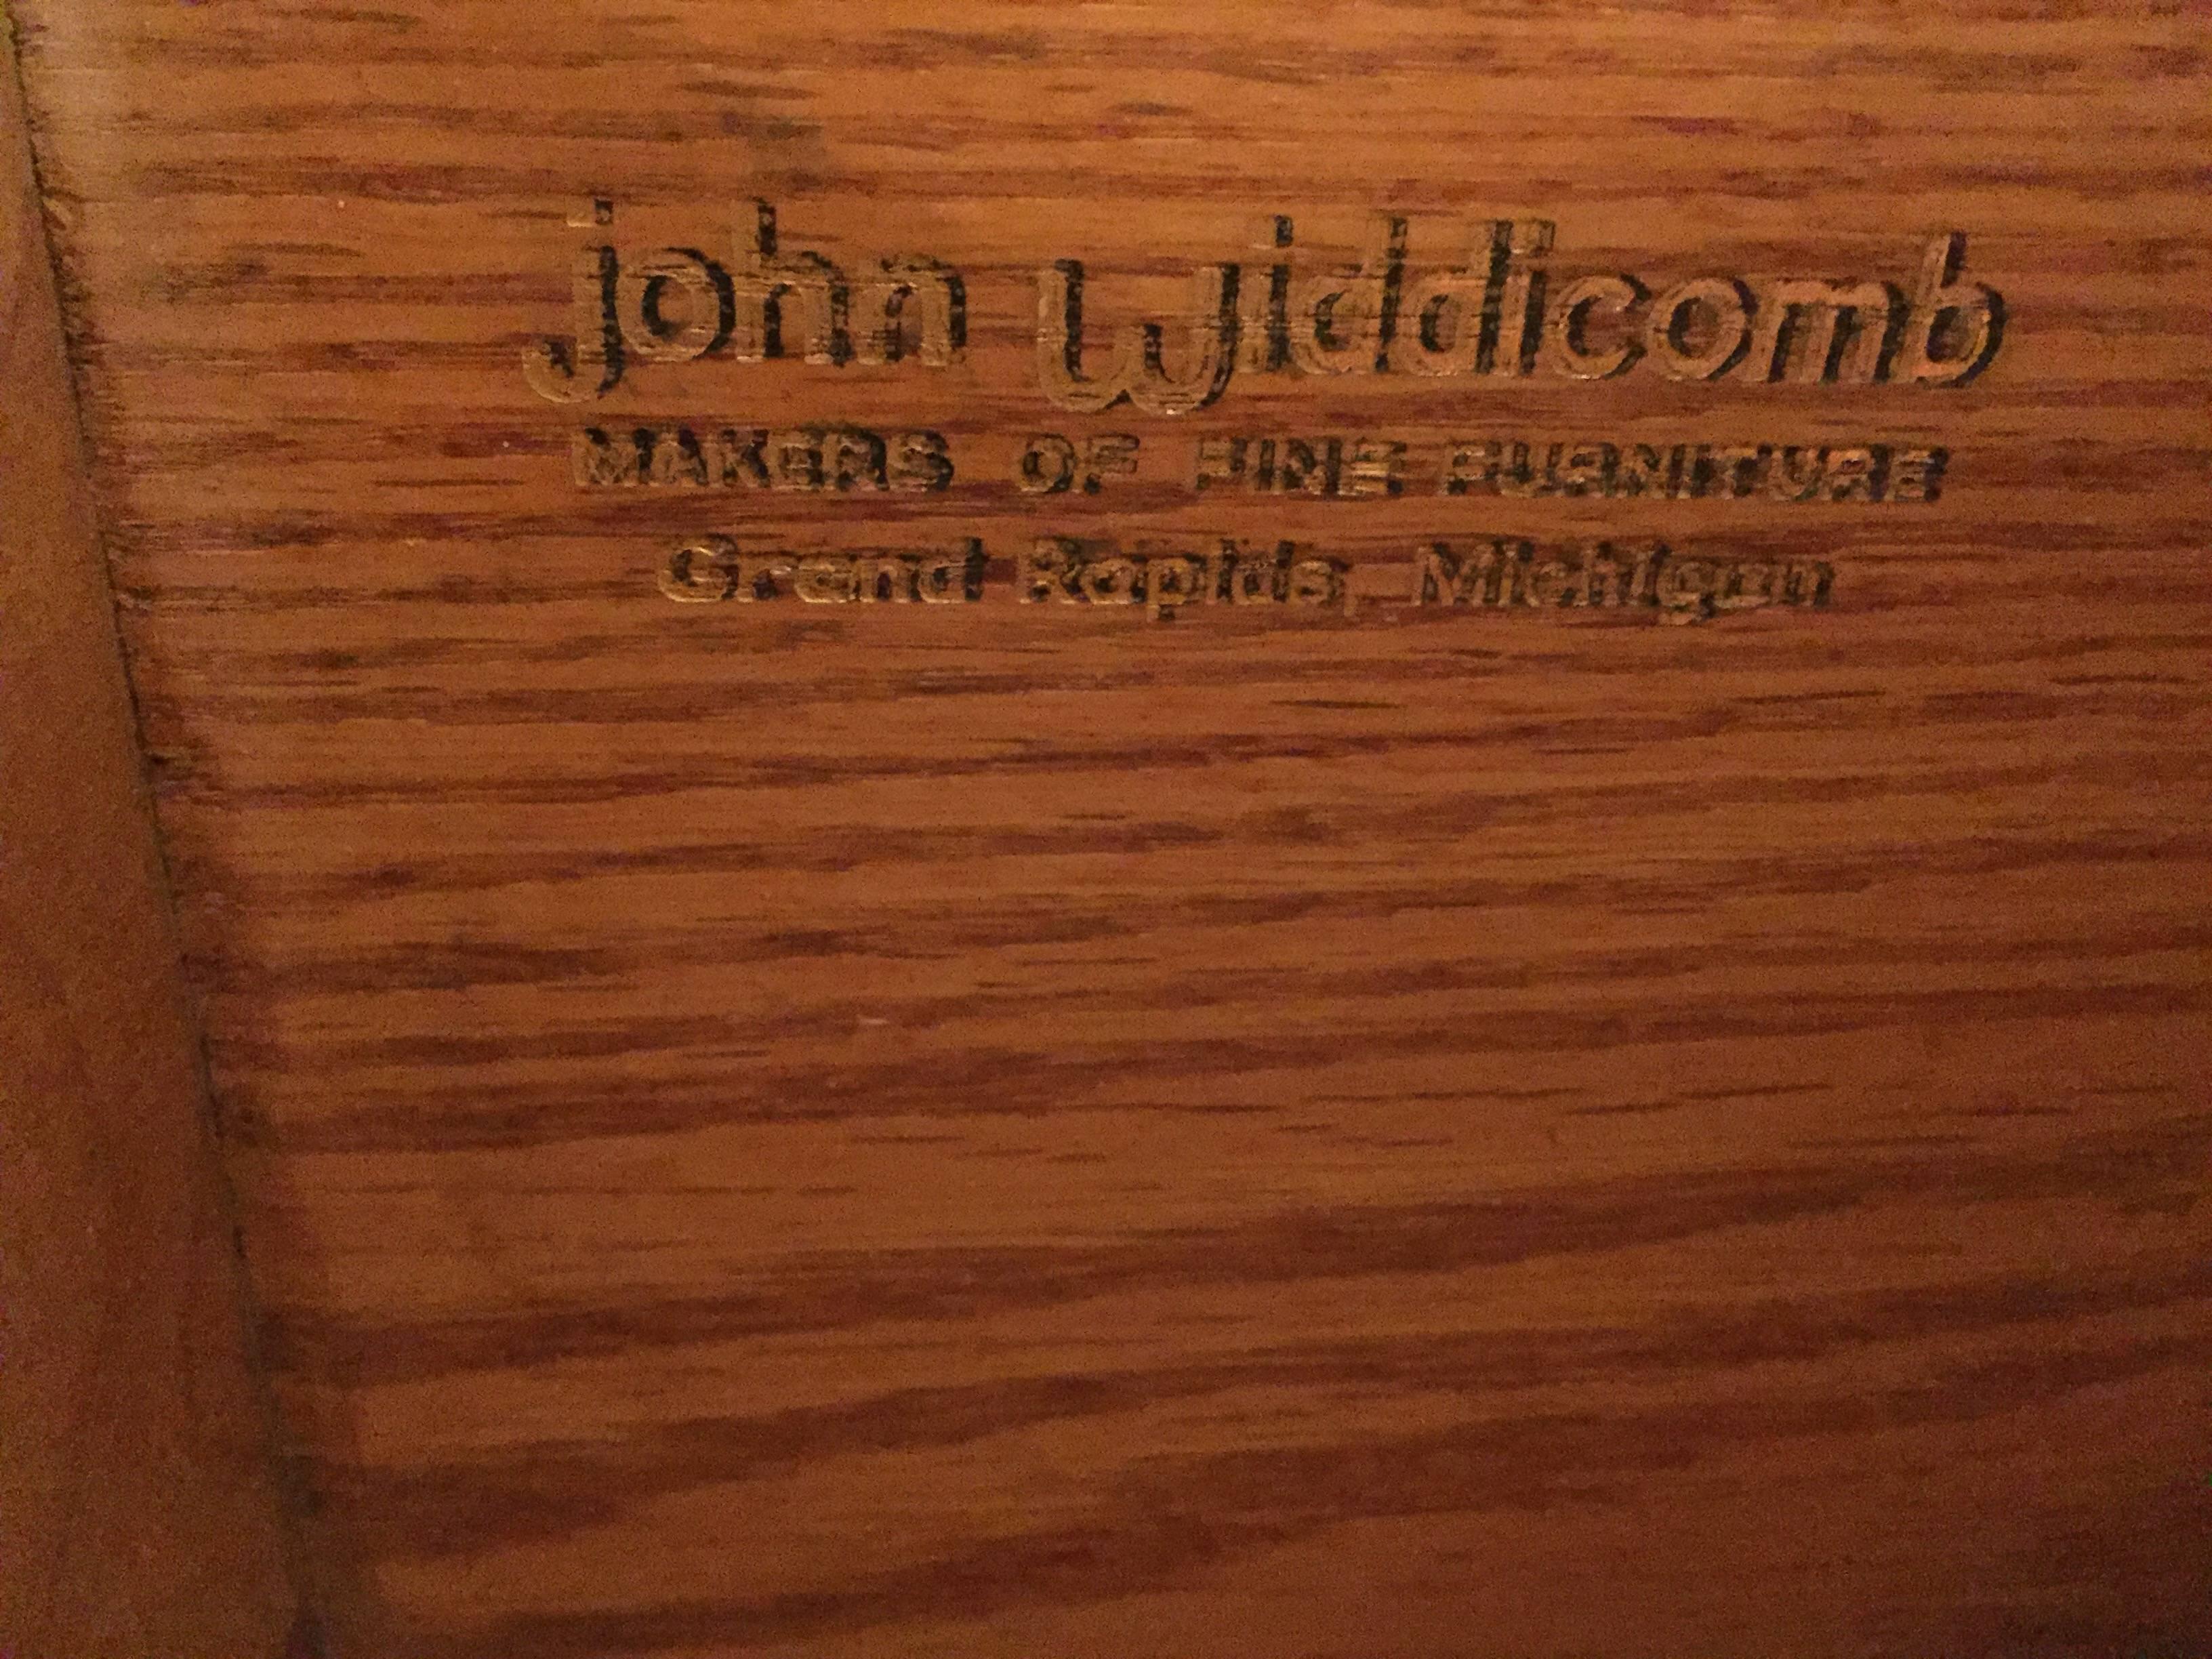 john widdicomb
MAKERS OF FINE FURNITURE
Grand Rapids, Michigan